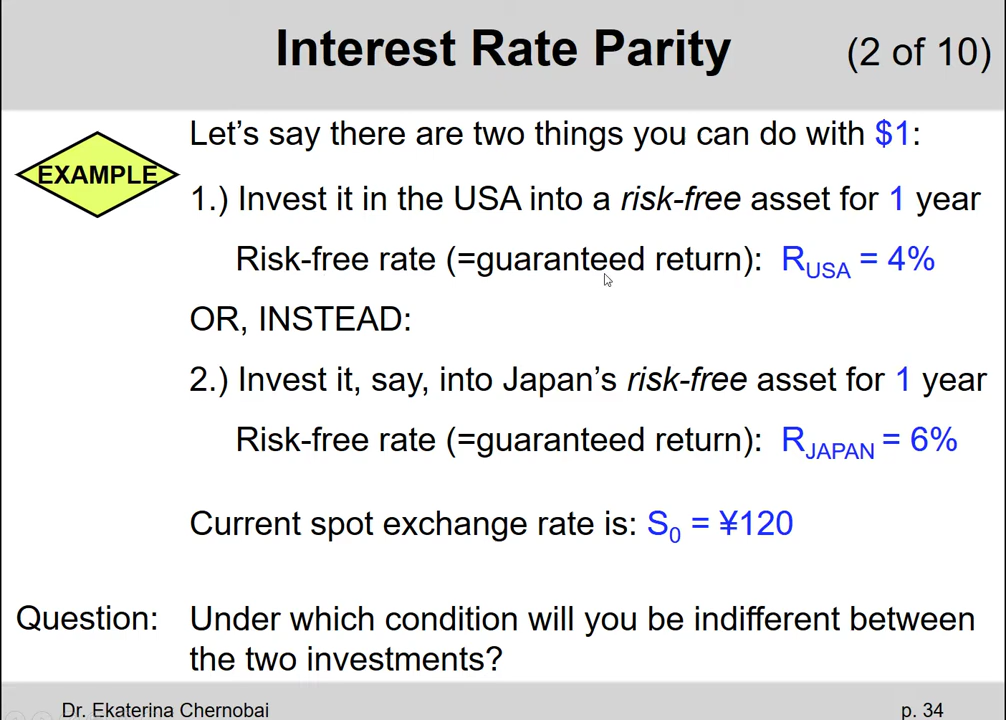 Interest Rate Parity (2 of 10)
EXAMPLE
Let's say there are two things you can do with $1:
1.) Invest it in the USA into a risk-free asset for 1 year
Risk-free rate (=guaranteed return): RUSA = 4%
OR, INSTEAD:
2.) Invest it, say, into Japan's risk-free asset for 1 year
Risk-free rate (=guaranteed return): RJAPAN = 6%
Current spot exchange rate is: S0 = ¥120
Question: Under which condition will you be indifferent between
the two investments?
Dr. Ekaterina Chernobai p. 34